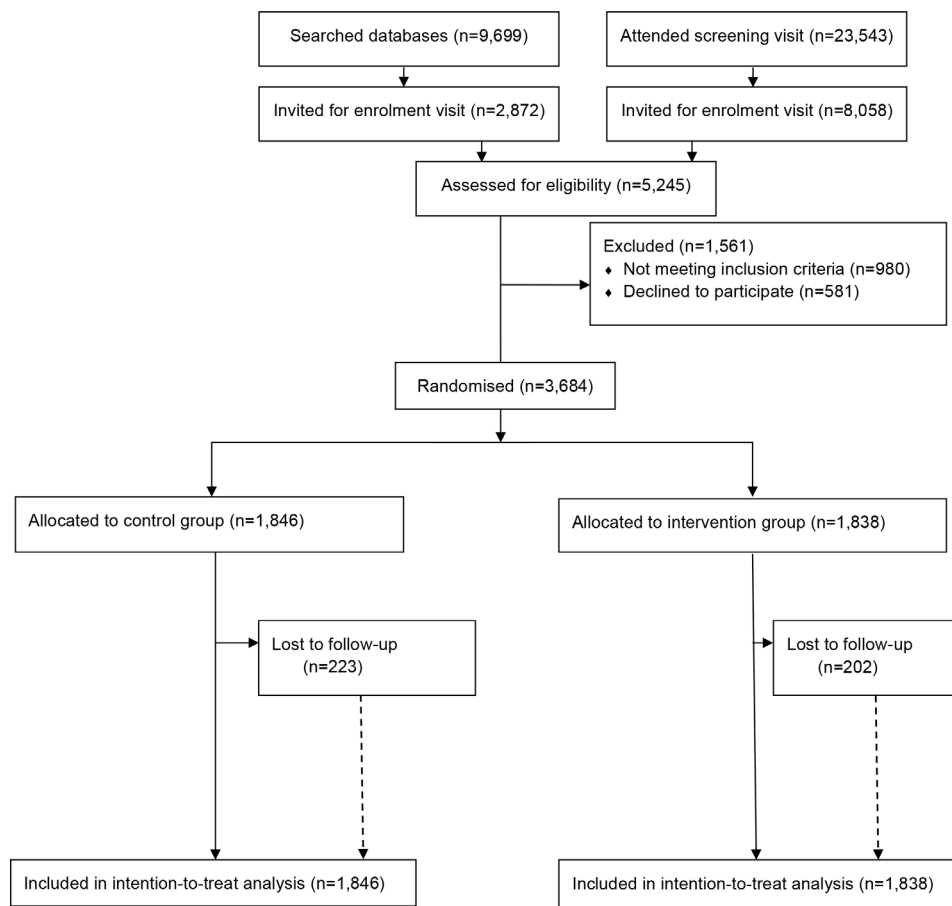 Searched databases (n=9,699)
Attended screening visit (n=23,543)
Invited for enrolment visit (n=2,872)
Invited for enrolment visit (n=8,058)
Assessed for eligibility (n=5,245)
Excluded (n=1,561)
♦ Not meeting inclusion criteria (n=980)
♦ Declined to participate (n=581)
Randomised (n=3,684)
Allocated to control group (n=1,846)
Allocated to intervention group (n=1,838)
Lost to follow-up
(n=223)
Lost to follow-up
(n=202)
Included in intention-to-treat analysis (n=1,846)
Included in intention-to-treat analysis (n=1,838)